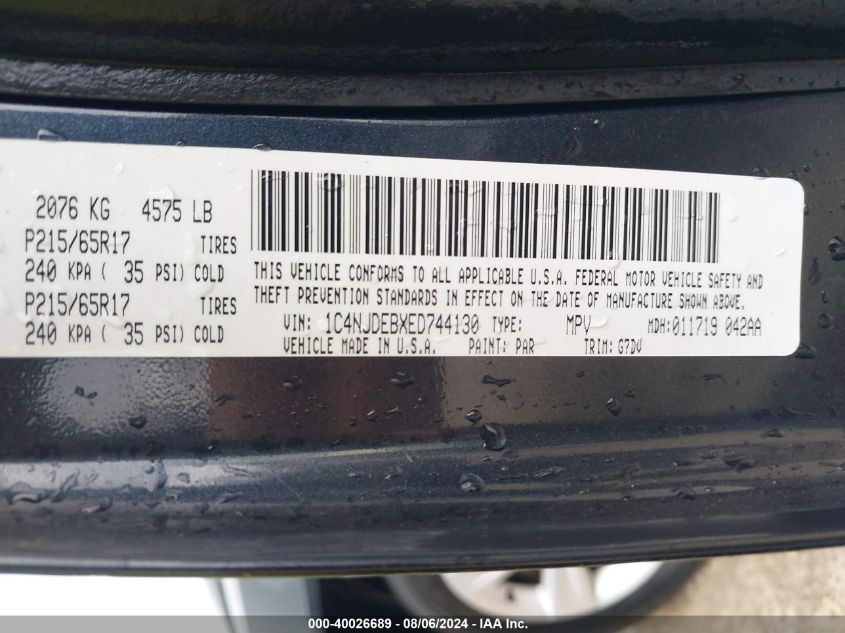 2076 KG 4575 LB
P215/65R17 TIRES
240 KPA ( 35 PSI) COLD
P215/65R17 TIRES
240 KPA ( 35 PSI) COLD
THIS VEHICLE CONFORMS TO ALL APPLICABLE U.S.A. FEDERAL MOTOR VEHICLE SAFETY AND
THEFT PREVENTION STANDARDS IN EFFECT ON THE DATE OF MANUFACTURE SHOWN ABOVE.
VIN: 1C4NJDEBXED744130 TYPE: MPV MDH:011719 042AA
VEHICLE MADE IN U.S.A. PAINT: PAR TRIM: G7DV
000-40026689 - 08/06/2024 - IAA Inc.